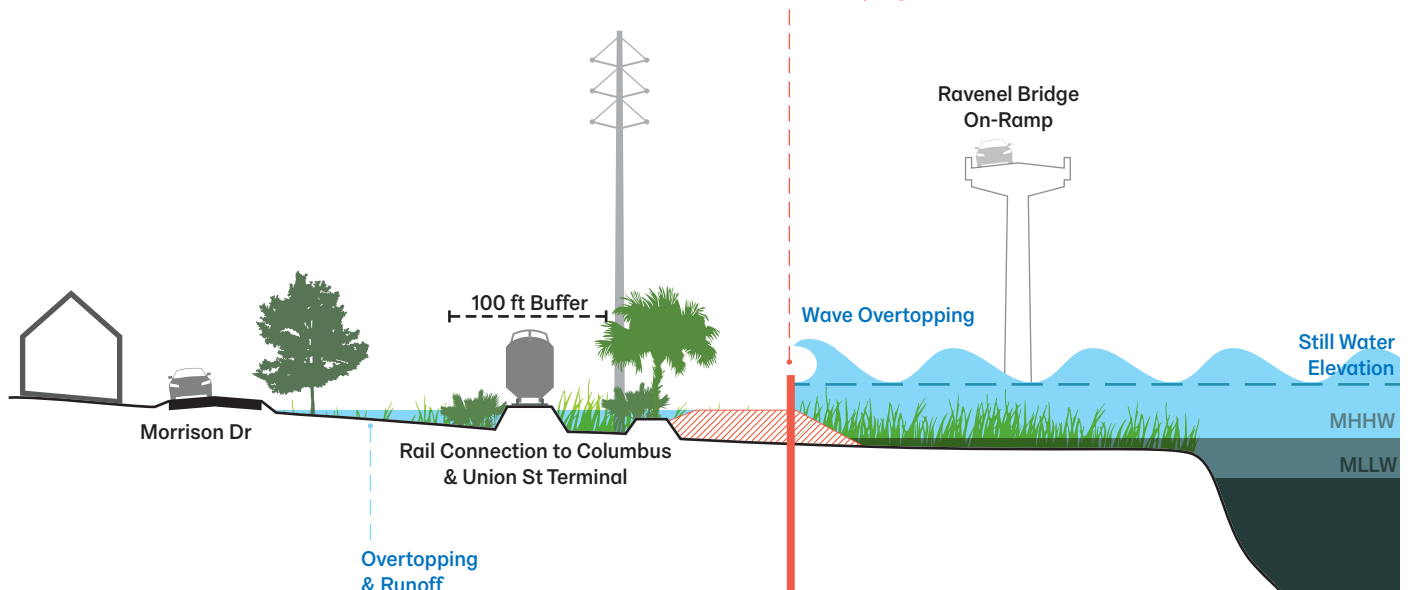 Ravenel Bridge
On-Ramp
100 ft Buffer
Wave Overtopping
Still Water
Elevation
MHHW
Morrison Dr
Rail Connection to Columbus
& Union St Terminal
MLLW
Overtopping
& Runoff